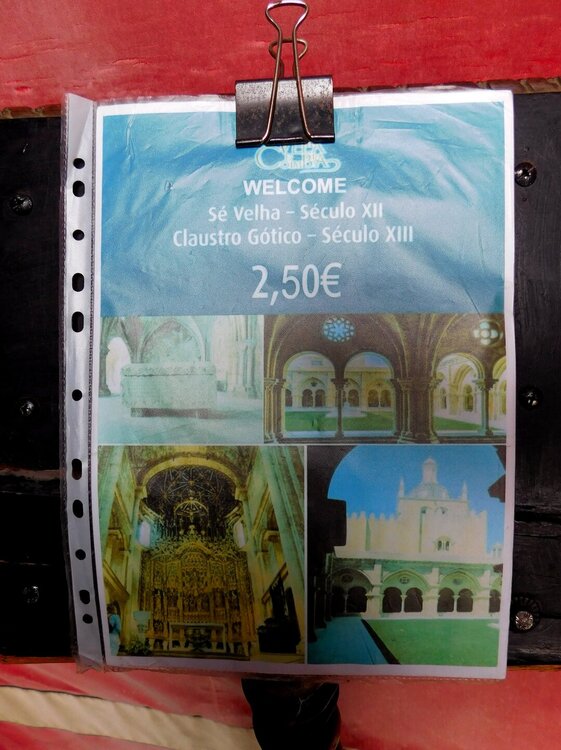 WELCOME
Sé Velha – Século XII
Claustro Gótico – Século XIII
2,50€